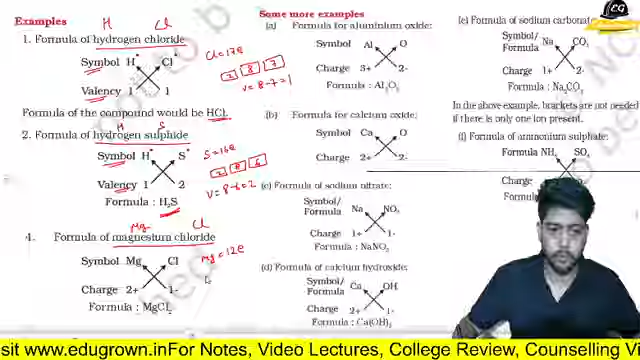 Examples
H Cl
1. Formula of hydrogen chloride
Symbol H Cl
Valency 1 1
Cl=17e
2 8 7
V=8-7=1
Formula of the compound would be HCl.
2. Formula of hydrogen sulphide
H S
Symbol H S
Valency 1 2
Formula : H₂S
S=16e
2 8 6
V=8-6=2
Mg Cl
4. Formula of magnesium chloride
Symbol Mg Cl
Charge 2+ 1-
Formula : MgCl₂
Mg=12e
Some more examples
(a) Formula for aluminium oxide:
Symbol Al O
Charge 3+ 2-
Formula : Al₂O₃
(b) Formula for calcium oxide:
Symbol Ca O
Charge 2+ 2-
(c) Formula of sodium nitrate:
Symbol/
Formula Na NO₃
Charge 1+ 1-
Formula : NaNO₃
(d) Formula of calcium hydroxide:
Symbol/
Formula Ca OH
Charge 2+ 1-
Formula : Ca(OH)₂
(e) Formula of sodium carbonate
Symbol/
Formula Na CO₃
Charge 1+ 2-
Formula : Na₂CO₃
In the above example, brackets are not needed
if there is only one ion present.
(f) Formula of ammonium sulphate:
Formula NH₄ SO₄
CG
sit www.edugrown.inFor Notes, Video Lectures, College Review, Counselling Vi